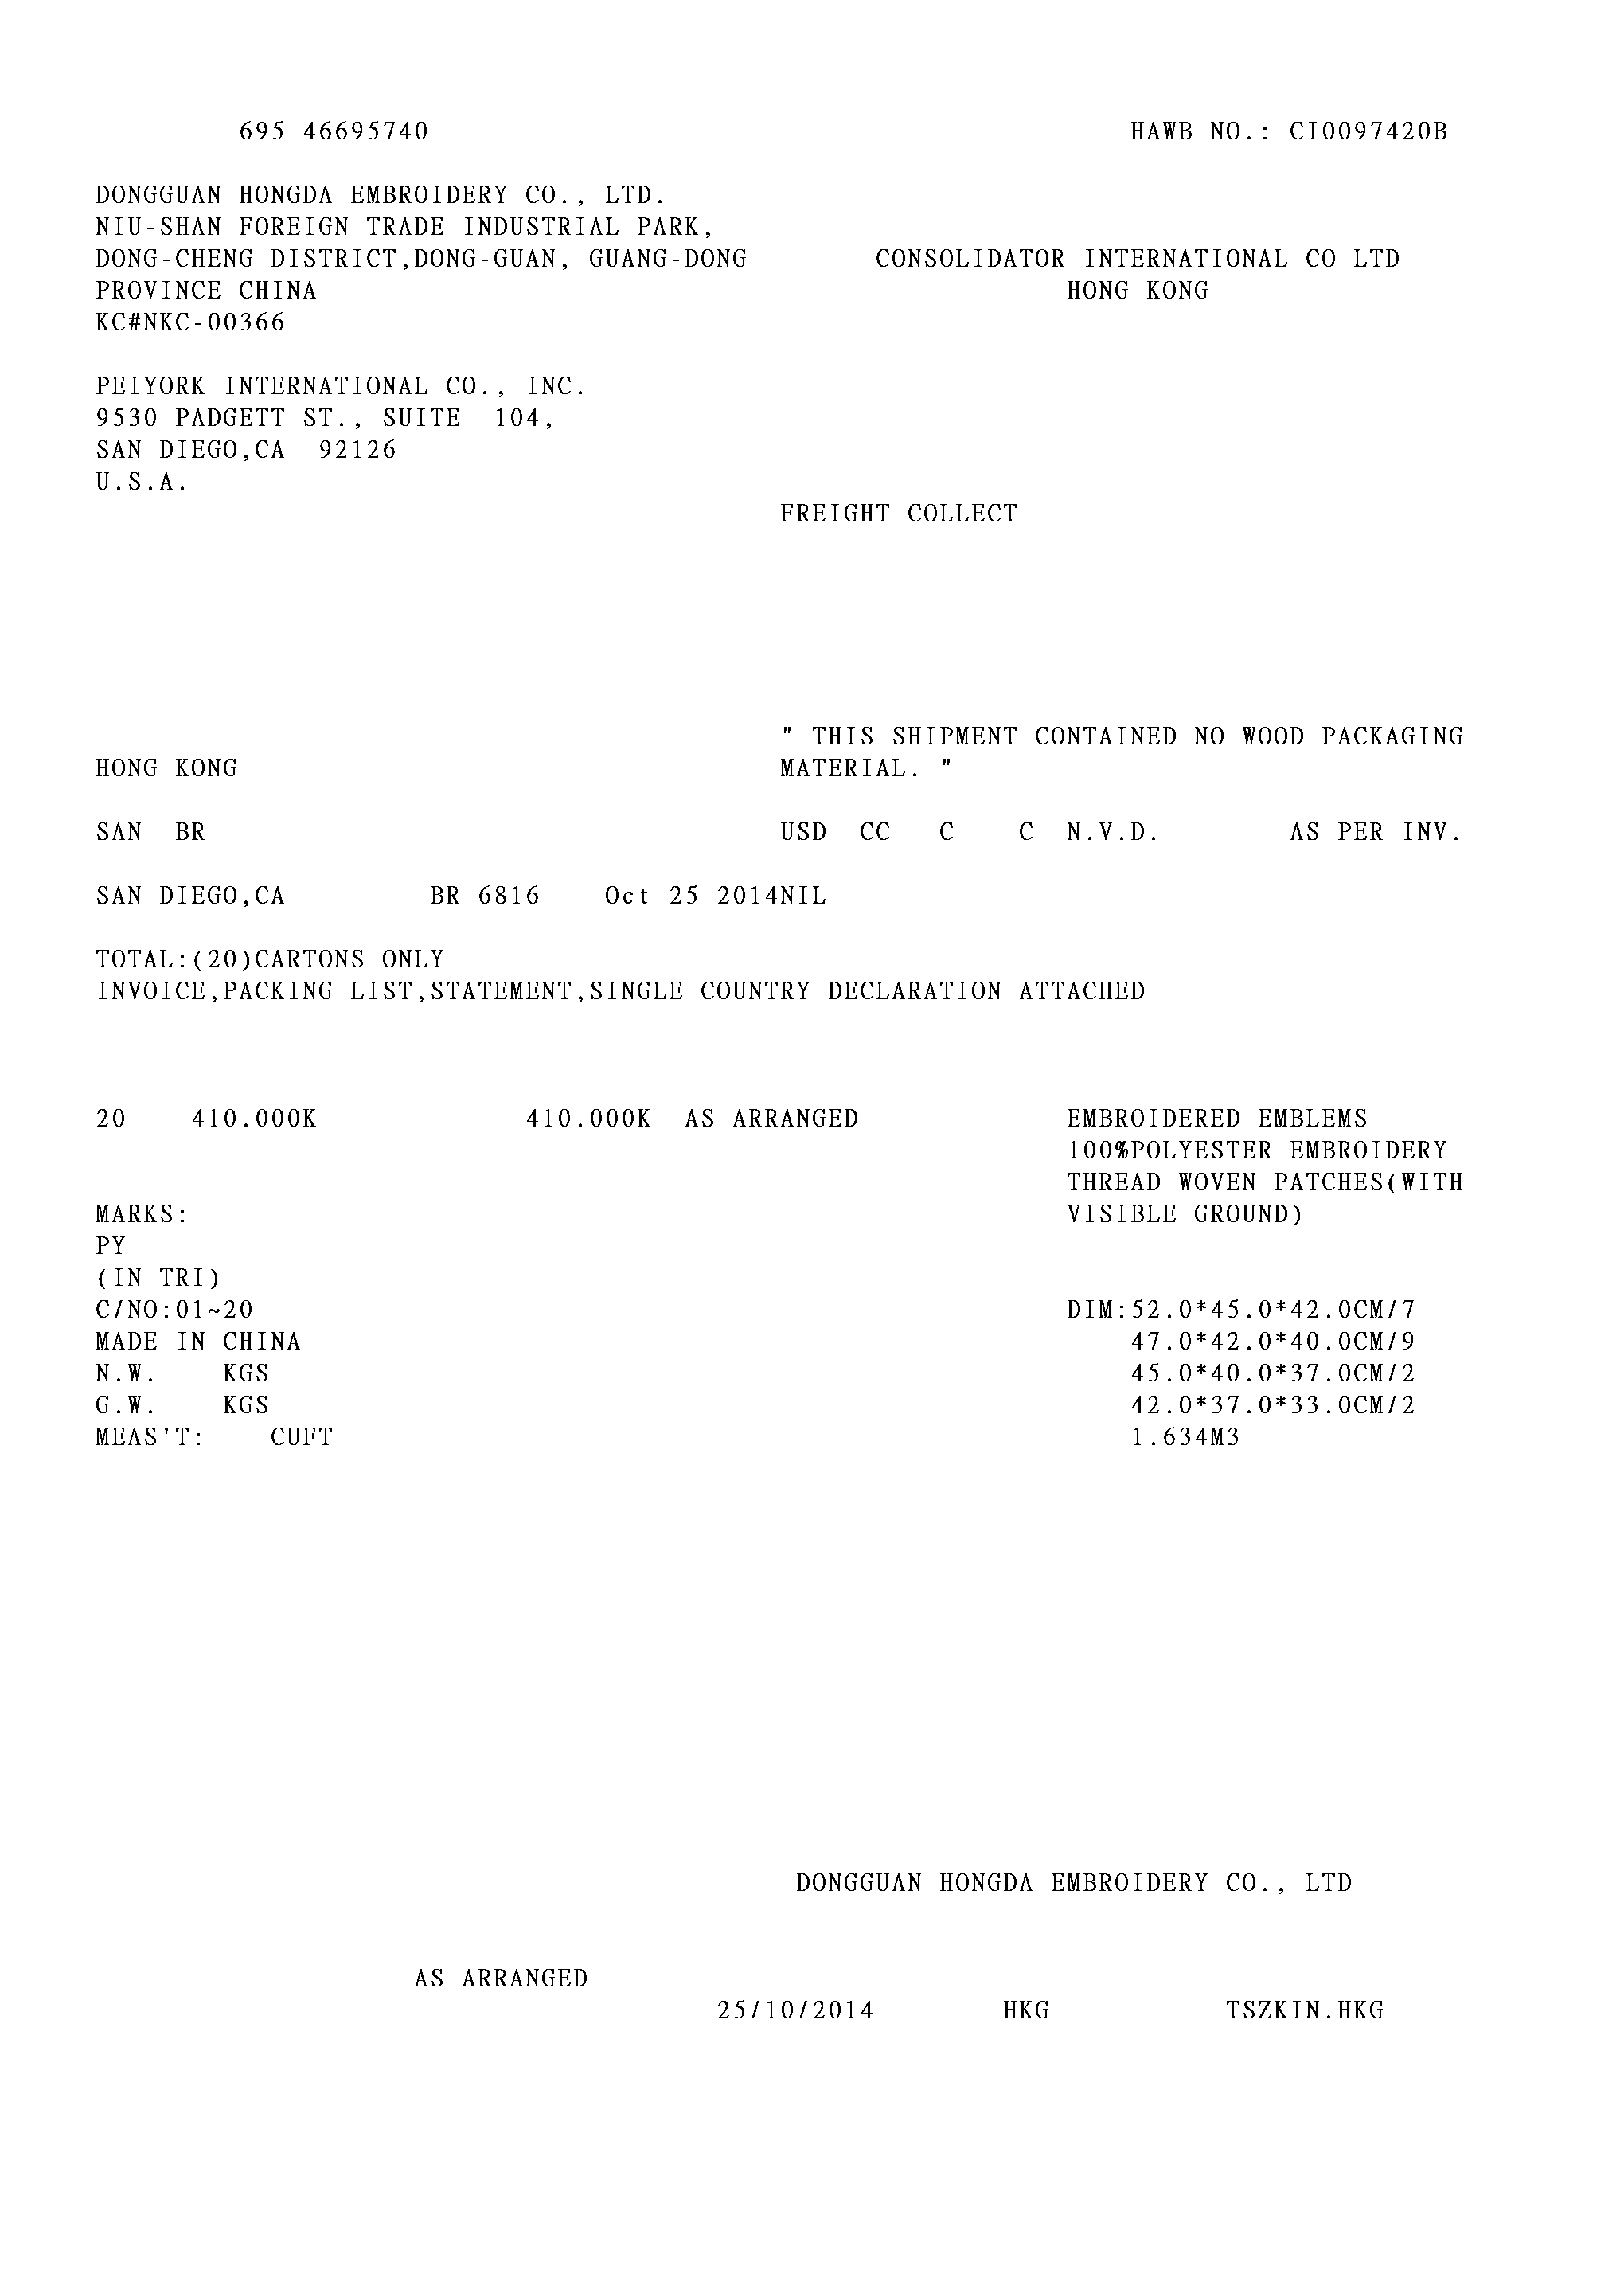 695 46695740 HAWB NO.: CI0097420B
DONGGUAN HONGDA EMBROIDERY CO., LTD.
NIU-SHAN FOREIGN TRADE INDUSTRIAL PARK,
DONG-CHENG DISTRICT,DONG-GUAN, GUANG-DONG CONSOLIDATOR INTERNATIONAL CO LTD
PROVINCE CHINA HONG KONG
KC#NKC-00366
PEIYORK INTERNATIONAL CO., INC.
9530 PADGETT ST., SUITE 104,
SAN DIEGO,CA 92126
U.S.A.
FREIGHT COLLECT
" THIS SHIPMENT CONTAINED NO WOOD PACKAGING
HONG KONG MATERIAL. "
SAN BR USD CC C C N.V.D. AS PER INV.
SAN DIEGO,CA BR 6816 Oct 25 2014NIL
TOTAL:(20)CARTONS ONLY
INVOICE,PACKING LIST,STATEMENT,SINGLE COUNTRY DECLARATION ATTACHED
20 410.000K 410.000K AS ARRANGED EMBROIDERED EMBLEMS
100%POLYESTER EMBROIDERY
THREAD WOVEN PATCHES(WITH
MARKS: VISIBLE GROUND)
PY
(IN TRI)
C/NO:01~20 DIM:52.0*45.0*42.0CM/7
MADE IN CHINA 47.0*42.0*40.0CM/9
N.W. KGS 45.0*40.0*37.0CM/2
G.W. KGS 42.0*37.0*33.0CM/2
MEAS'T: CUFT 1.634M3
DONGGUAN HONGDA EMBROIDERY CO., LTD
AS ARRANGED
25/10/2014 HKG TSZKIN.HKG